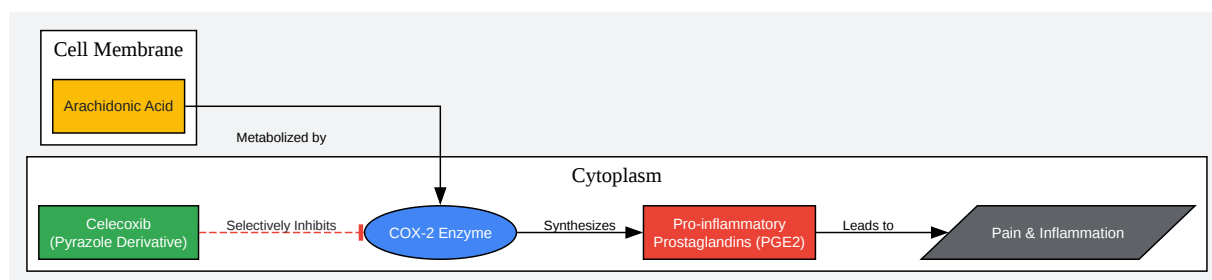 Cell Membrane
Arachidonic Acid
Metabolized by
Cytoplasm
Celecoxib
(Pyrazole Derivative)
Selectively Inhibits
COX-2 Enzyme
Synthesizes
Pro-inflammatory
Prostaglandins (PGE2)
Leads to
Pain & Inflammation